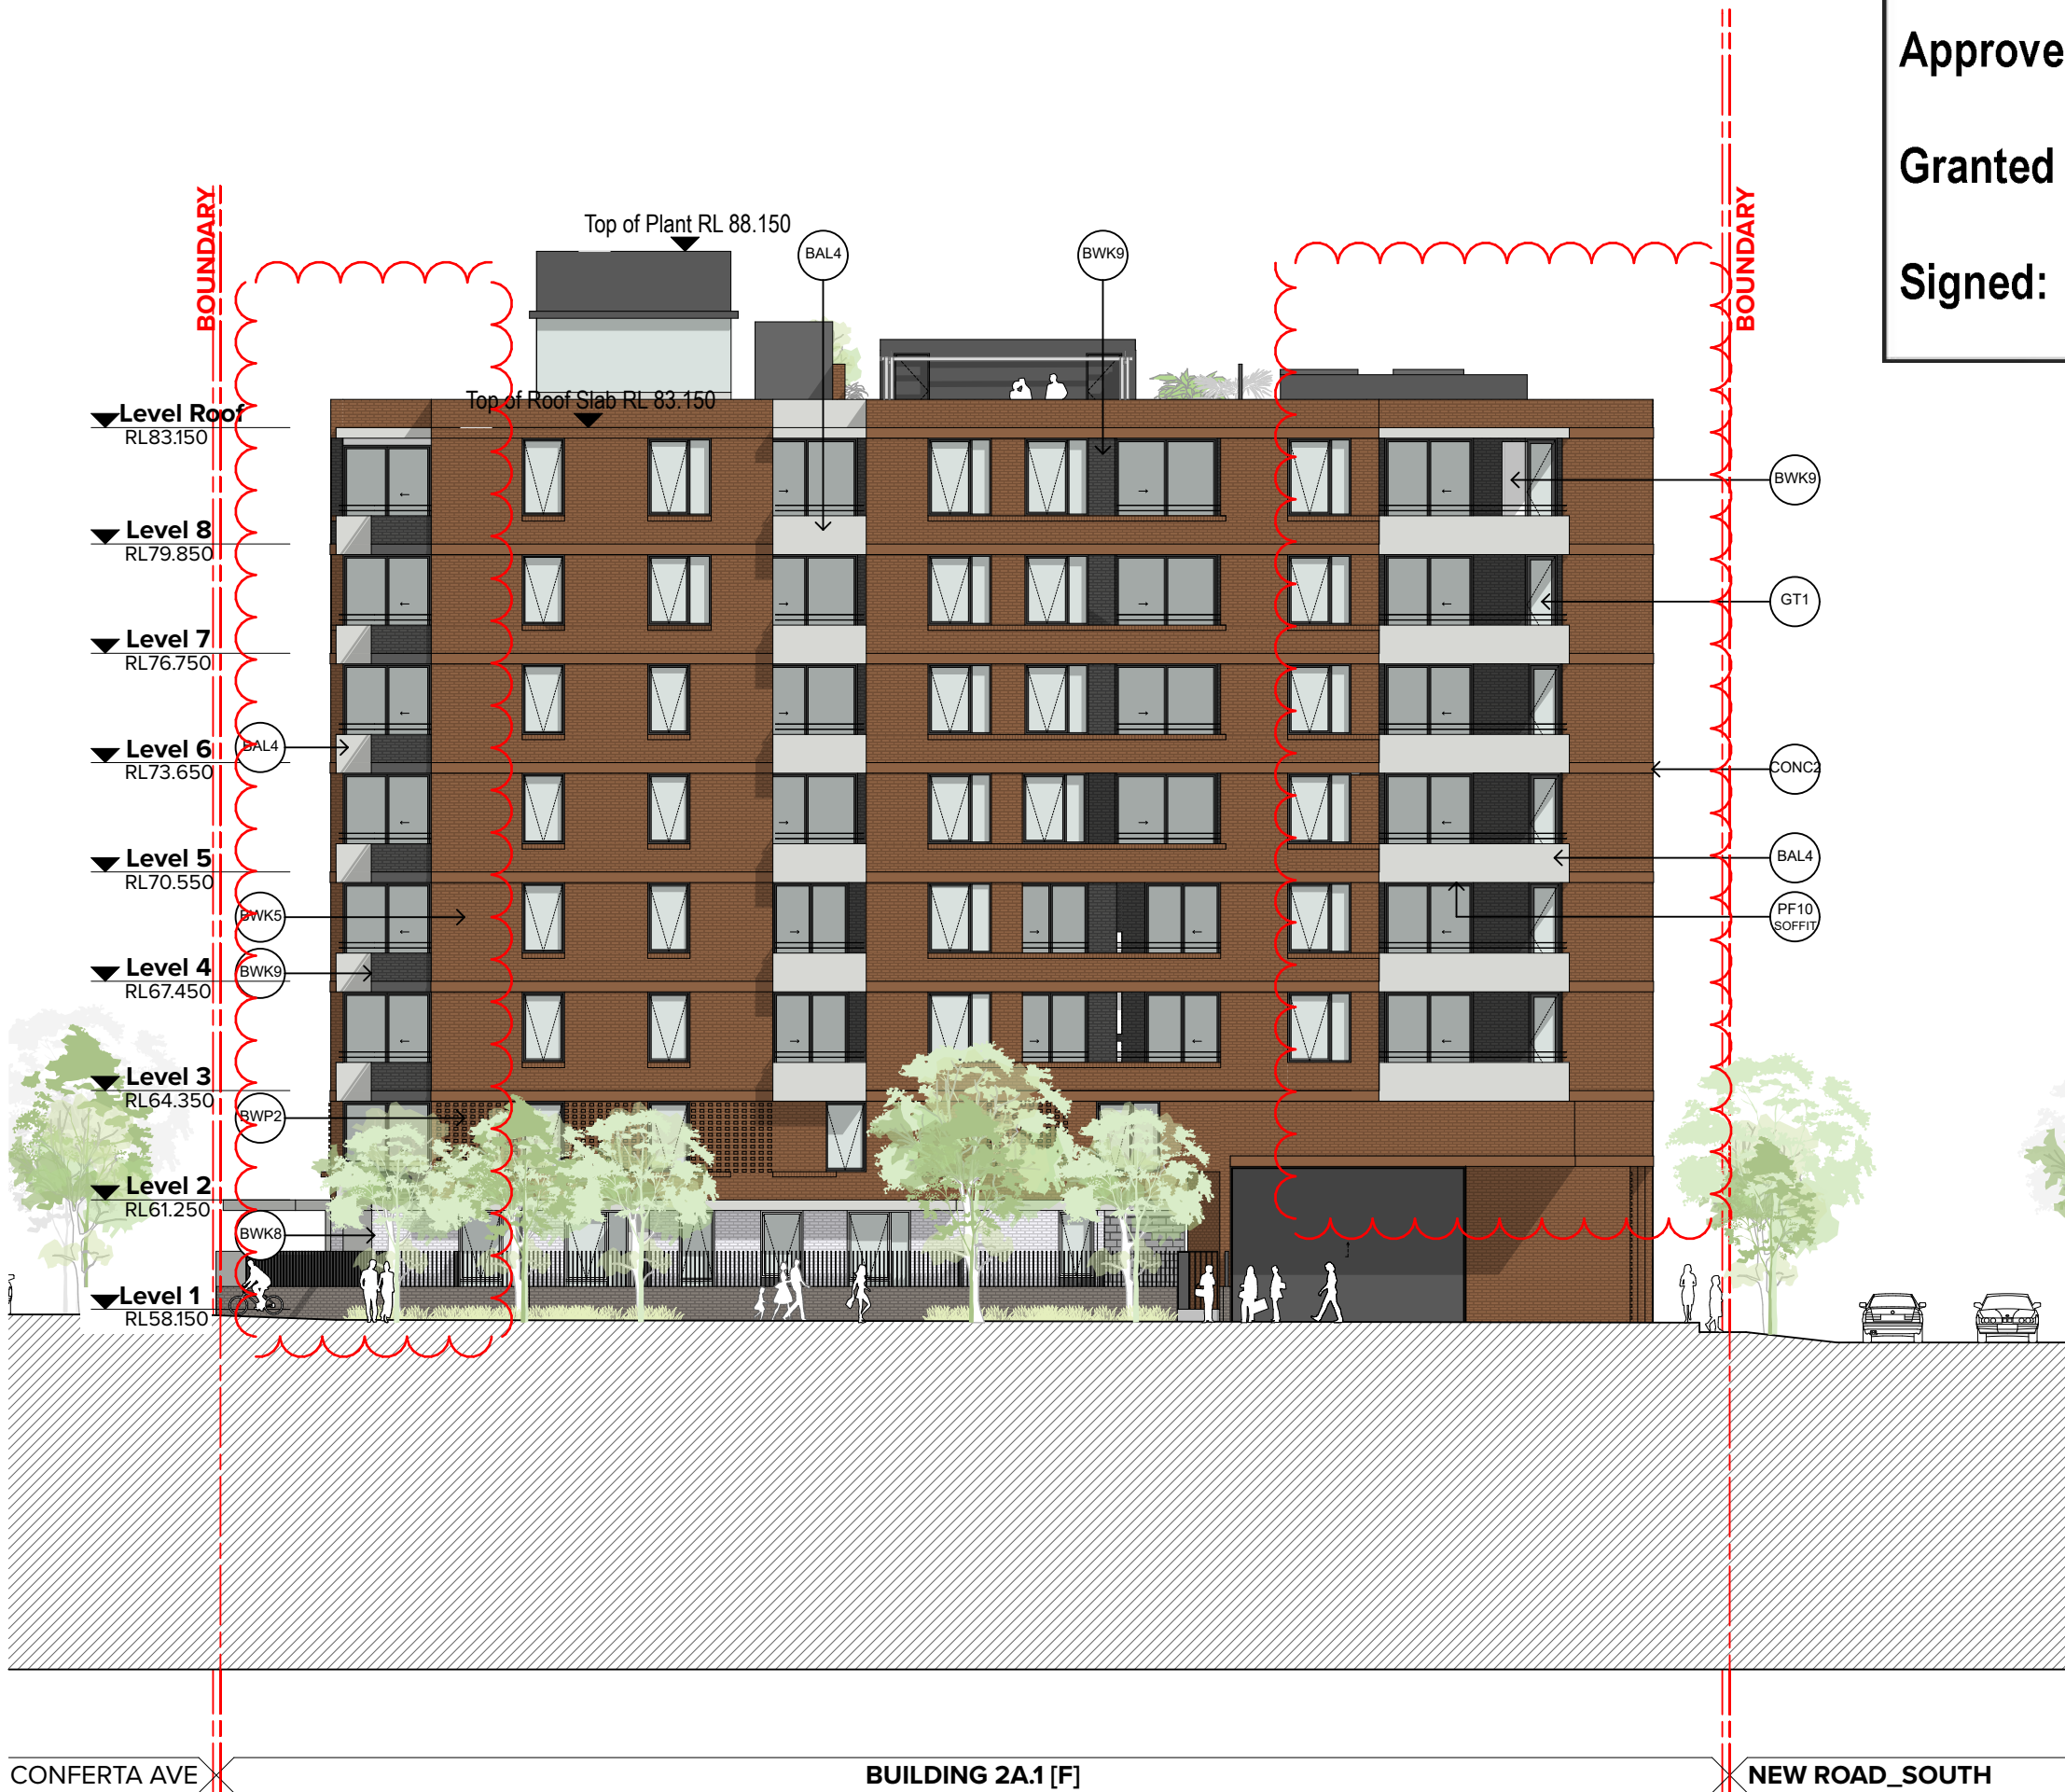 Approve
Granted
Signed:
BOUNDARY
BOUNDARY
Top of Plant RL 88.150
BAL4
BWK9
Top of Roof Slab RL 83.150
Level Roof
RL83.150
BWK9
Level 8
RL79.850
GT1
Level 7
RL76.750
BAL4
Level 6
RL73.650
CONC2
Level 5
RL70.550
BAL4
BWK5
PF10
SOFFIT
Level 4
RL67.450
BWK9
Level 3
RL64.350
BWP2
Level 2
RL61.250
BWK8
Level 1
RL58.150
CONFERTA AVE
BUILDING 2A.1 [F]
NEW ROAD_SOUTH